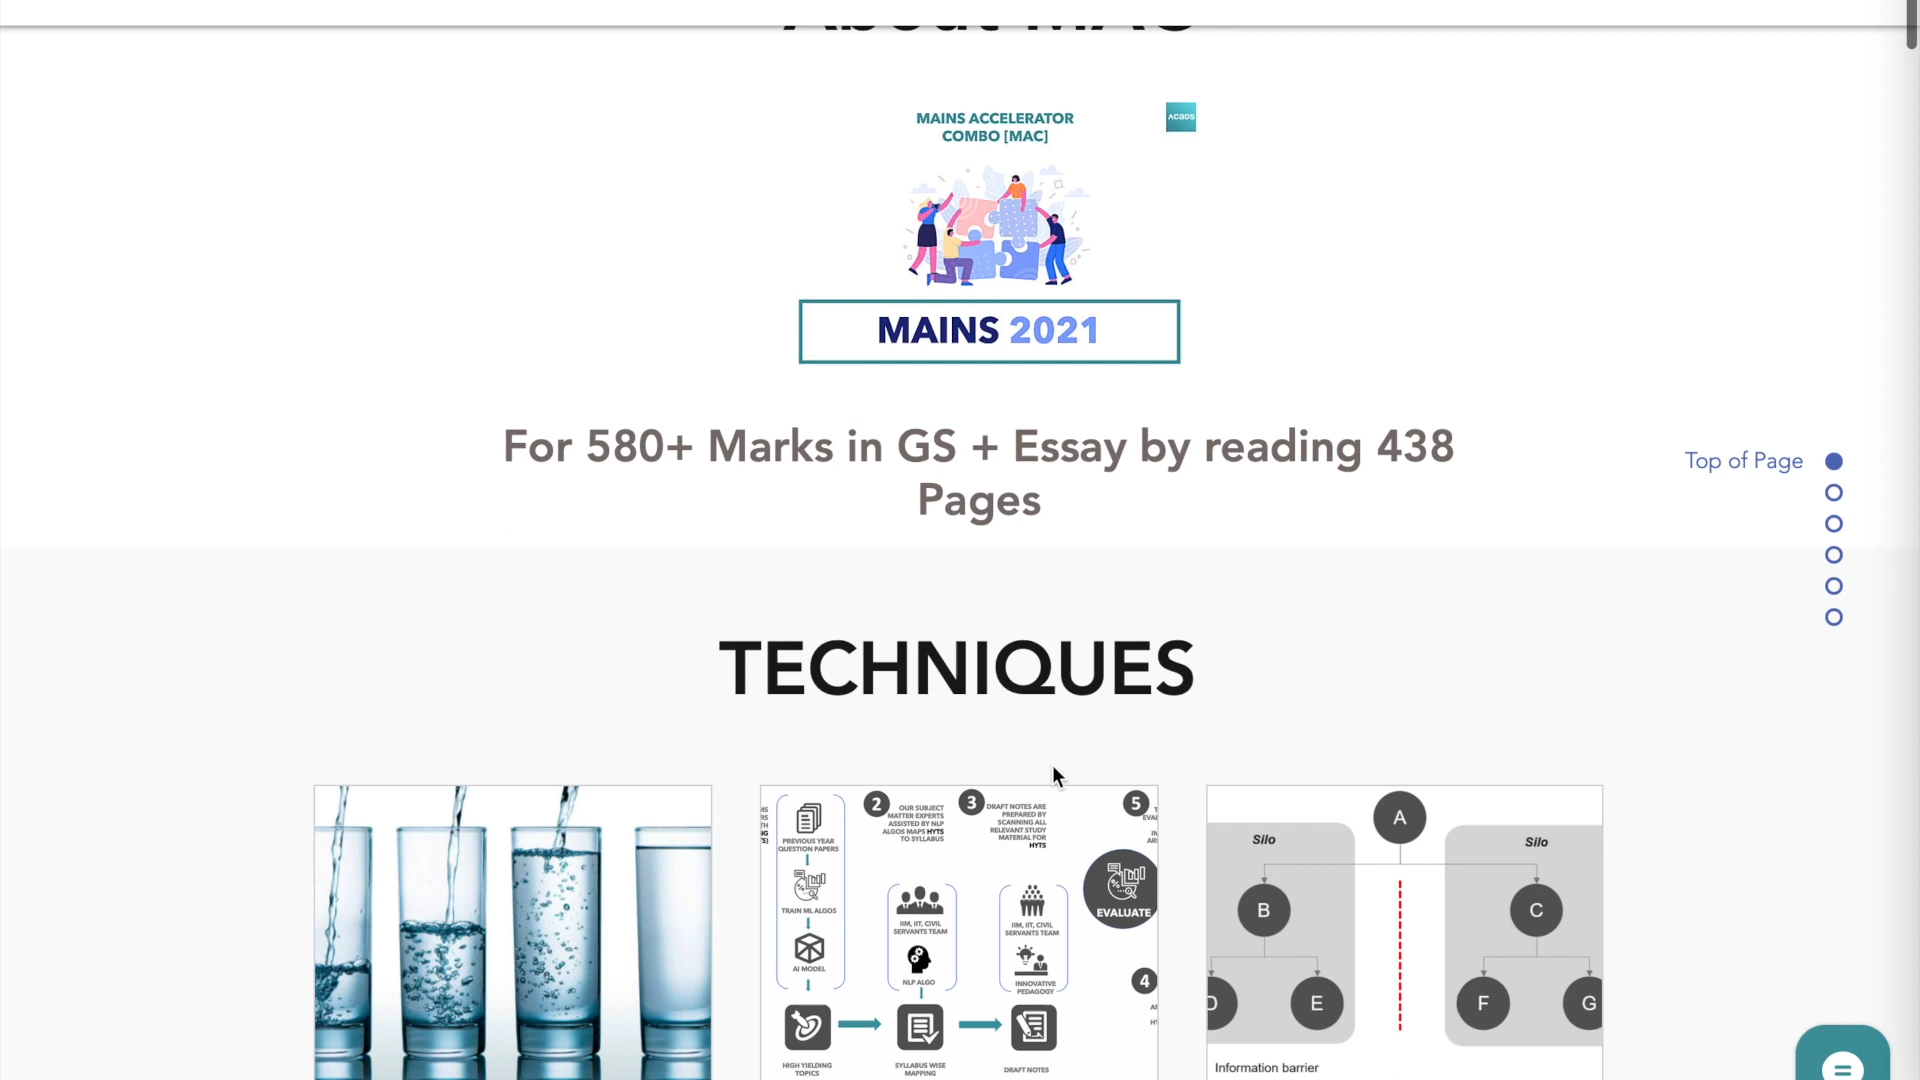 About MAC
MAINS ACCELERATOR
COMBO [MAC]
ACADS
MAINS 2021
For 580+ Marks in GS + Essay by reading 438
Pages
Top of Page
TECHNIQUES
PREVIOUS YEAR
QUESTION PAPERS
TRAIN ML ALGOS
AI MODEL
HIGH YIELDING
TOPICS
2
OUR SUBJECT
MATTER EXPERTS
ASSISTED BY NLP
ALGOS MAPS HYTS
TO SYLLABUS
IIM, IIT, CIVIL
SERVANTS TEAM
NLP ALGO
SYLLABUS WISE
MAPPING
3
DRAFT NOTES ARE
PREPARED BY
SCANNING ALL
RELEVANT STUDY
MATERIAL FOR
HYTS
IIM, IIT, CIVIL
SERVANTS TEAM
INNOVATIVE
PEDAGOGY
DRAFT NOTES
5
EVALUATE
4
A
Silo
Silo
B
C
D
E
F
G
Information barrier